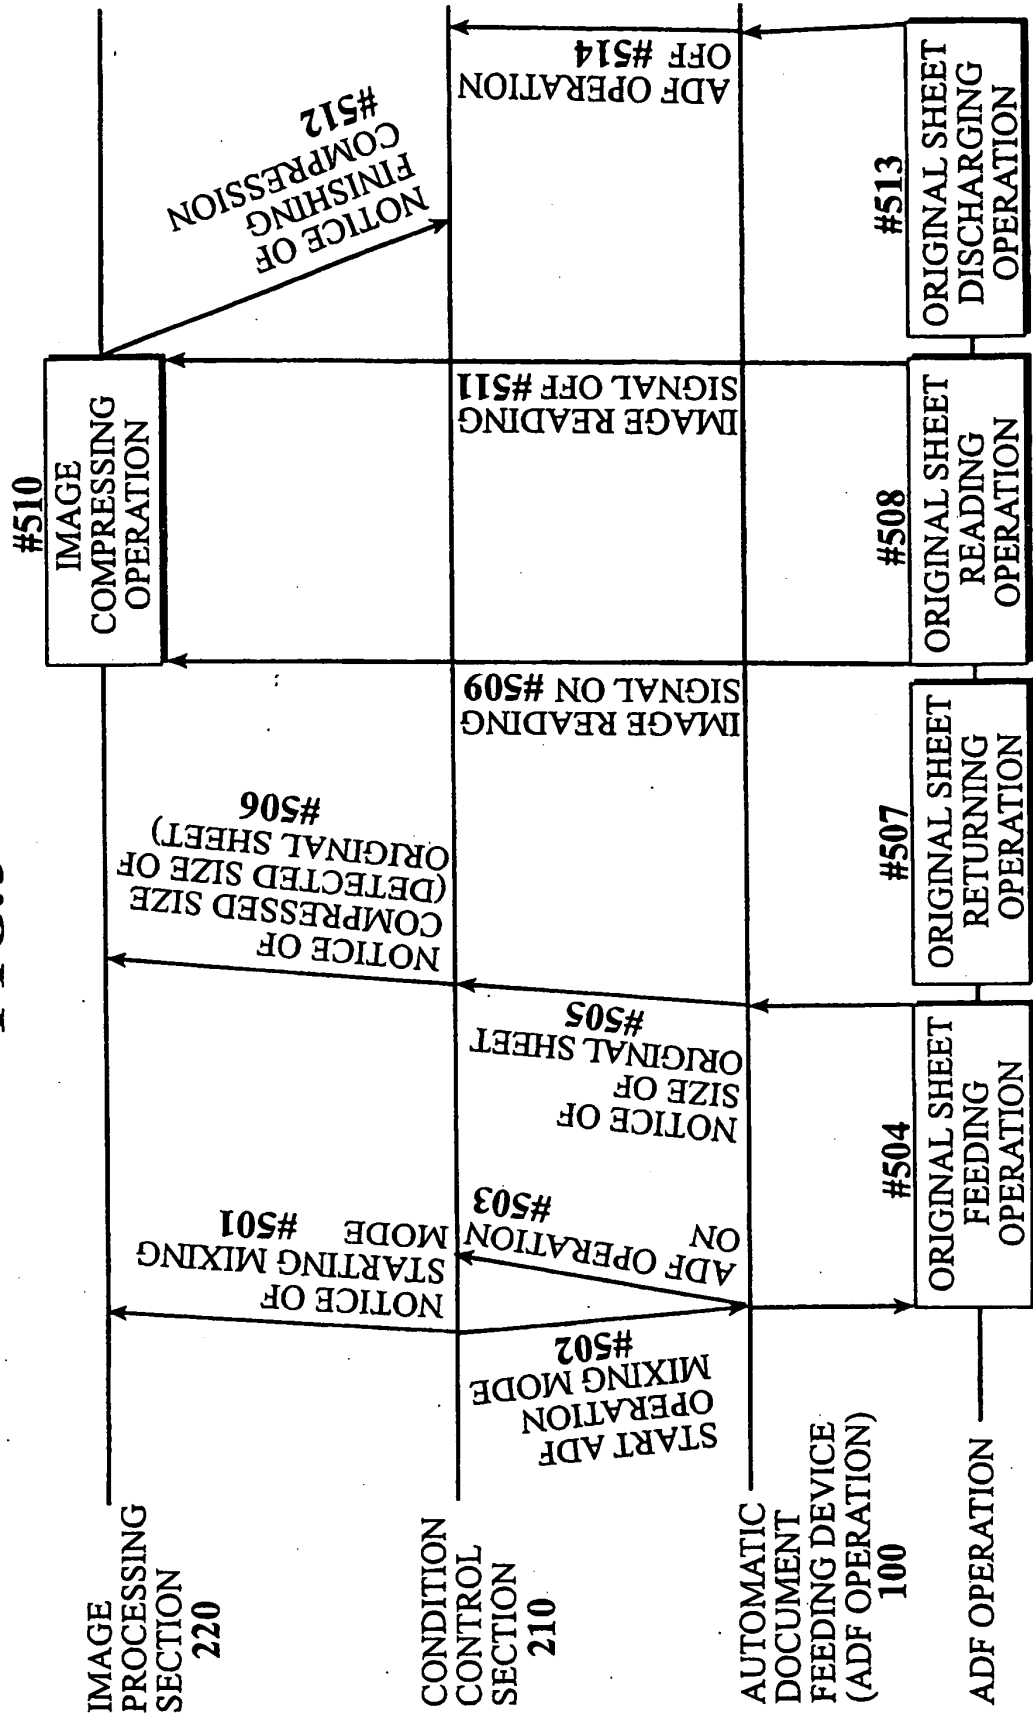 IMAGE
PROCESSING
SECTION
220
CONDITION
CONTROL
SECTION
210
AUTOMATIC
DOCUMENT
FEEDING DEVICE
(ADF OPERATION)
100
ADF OPERATION
NOTICE OF
STARTING MIXING
MODE #501
START ADF
OPERATION
MIXING MODE
#502
ADF OPERATION
ON #503
#504
ORIGINAL SHEET
FEEDING
OPERATION
NOTICE OF
SIZE OF
ORIGINAL SHEET
#505
NOTICE OF
COMPRESSED SIZE
(DETECTED SIZE OF
ORIGINAL SHEET)
#506
#507
ORIGINAL SHEET
RETURNING
OPERATION
#508
ORIGINAL SHEET
READING
OPERATION
IMAGE READING
SIGNAL ON #509
#510
IMAGE
COMPRESSING
OPERATION
IMAGE READING
SIGNAL OFF #511
NOTICE OF
FINISHING
COMPRESSION
#512
#513
ORIGINAL SHEET
DISCHARGING
OPERATION
ADF OPERATION
OFF #514